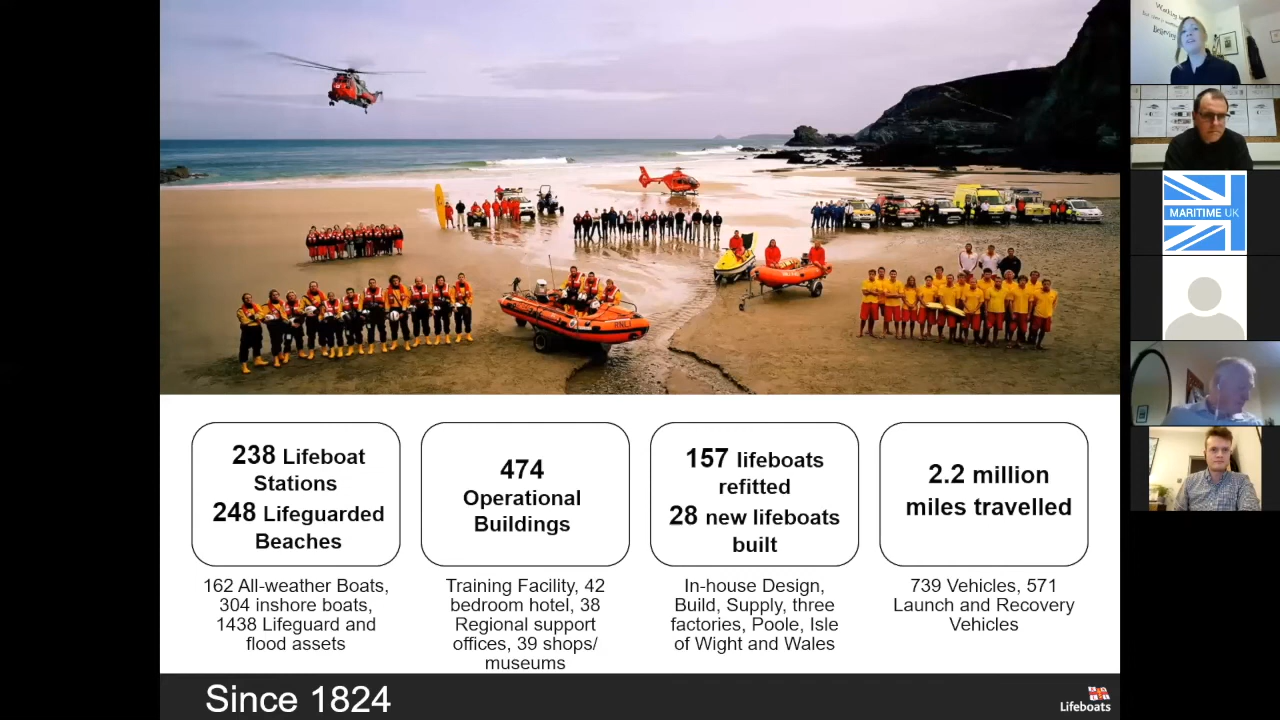 238 Lifeboat
Stations
248 Lifeguarded
Beaches
162 All-weather Boats,
304 inshore boats,
1438 Lifeguard and
flood assets
474
Operational
Buildings
Training Facility, 42
bedroom hotel, 38
Regional support
offices, 39 shops/
museums
157 lifeboats
refitted
28 new lifeboats
built
In-house Design,
Build, Supply, three
factories, Poole, Isle
of Wight and Wales
2.2 million
miles travelled
739 Vehicles, 571
Launch and Recovery
Vehicles
Since 1824
Lifeboats
RNLI
Working
Believing
MARITIME UK